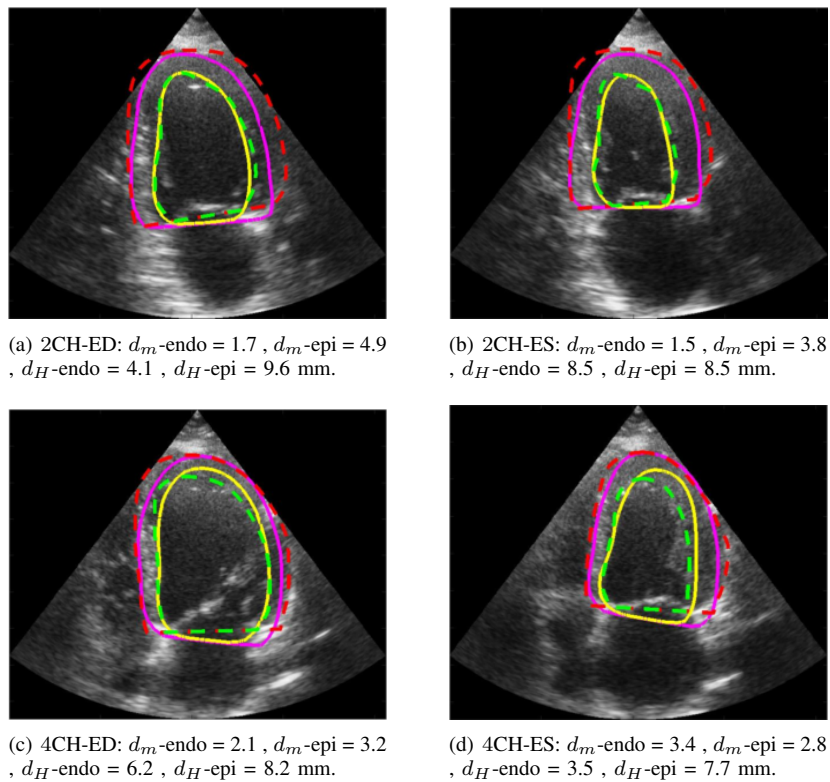 (a) 2CH-ED: d_m-endo = 1.7 , d_m-epi = 4.9
, d_H-endo = 4.1 , d_H-epi = 9.6 mm.
(b) 2CH-ES: d_m-endo = 1.5 , d_m-epi = 3.8
, d_H-endo = 8.5 , d_H-epi = 8.5 mm.
(c) 4CH-ED: d_m-endo = 2.1 , d_m-epi = 3.2
, d_H-endo = 6.2 , d_H-epi = 8.2 mm.
(d) 4CH-ES: d_m-endo = 3.4 , d_m-epi = 2.8
, d_H-endo = 3.5 , d_H-epi = 7.7 mm.